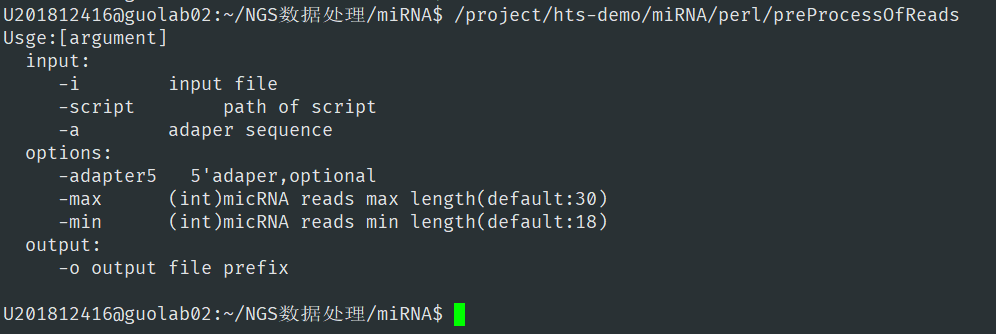 U201812416@guolab02:~/NGS数据处理/miRNA$ /project/hts-demo/miRNA/perl/preProcessOfReads
Usge:[argument]
input:
-i input file
-script path of script
-a adaper sequence
options:
-adapter5 5'adaper,optional
-max (int)micRNA reads max length(default:30)
-min (int)micRNA reads min length(default:18)
output:
-o output file prefix
U201812416@guolab02:~/NGS数据处理/miRNA$